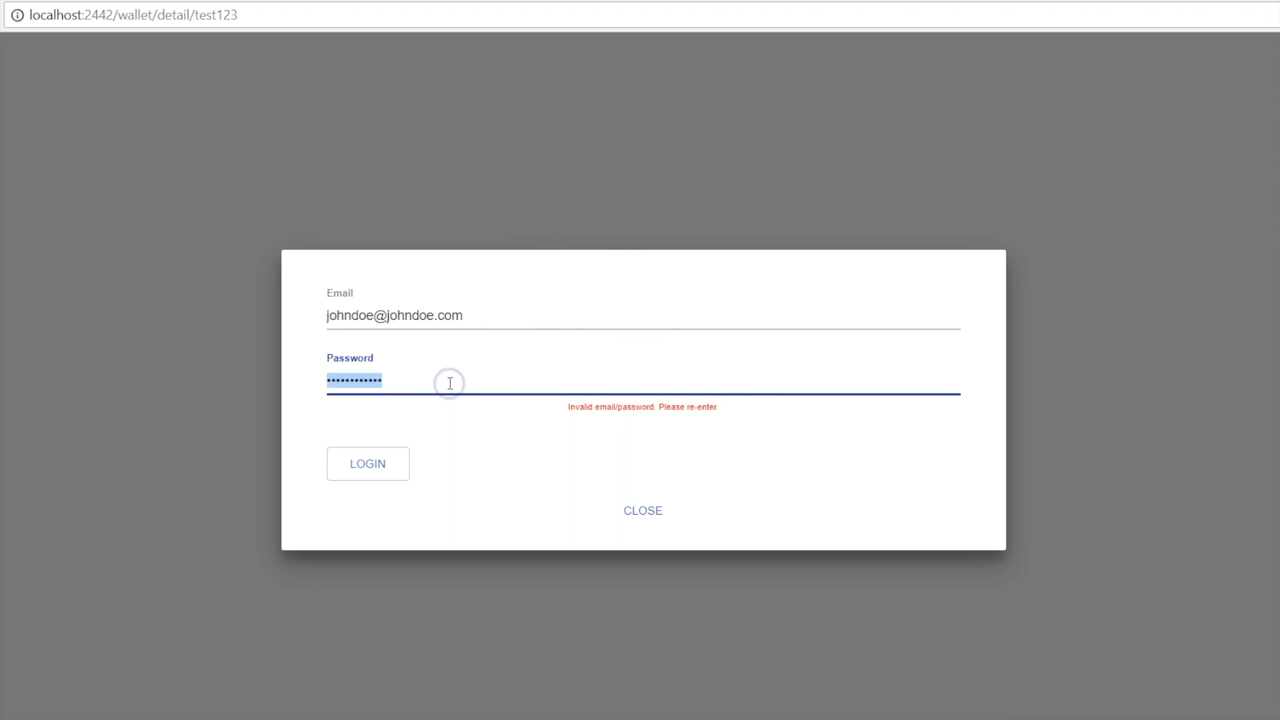 localhost:2442/wallet/detail/test123
Email
johndoe@johndoe.com
Password
••••••••••••
Invalid email/password. Please re-enter.
LOGIN
CLOSE